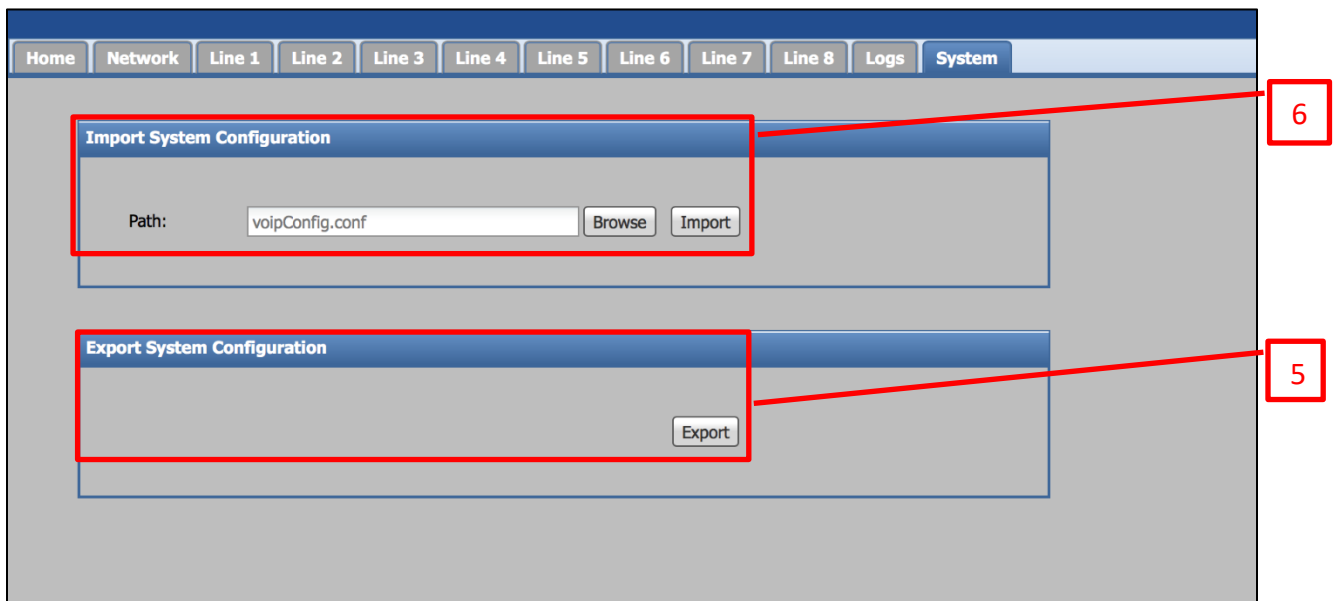 Home Network Line 1 Line 2 Line 3 Line 4 Line 5 Line 6 Line 7 Line 8 Logs System
6
Import System Configuration
Path: voipConfig.conf Browse Import
Export System Configuration
5
Export